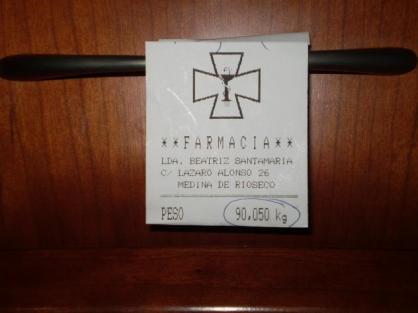 **FARMACIA**
LDA. BEATRIZ SANTAMARIA
C/ LAZARO ALONSO 26
MEDINA DE RIOSECO
PESO 90,050 kg